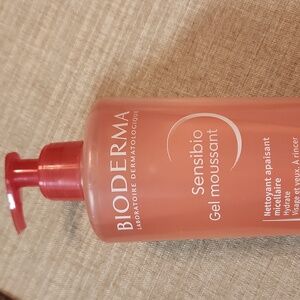 BIODERMA
LABORATOIRE DERMATOLOGIQUE
Sensibio
Gel moussant
Nettoyant apaisant
micellaire
Hydrate
Visage et yeux, À rincer